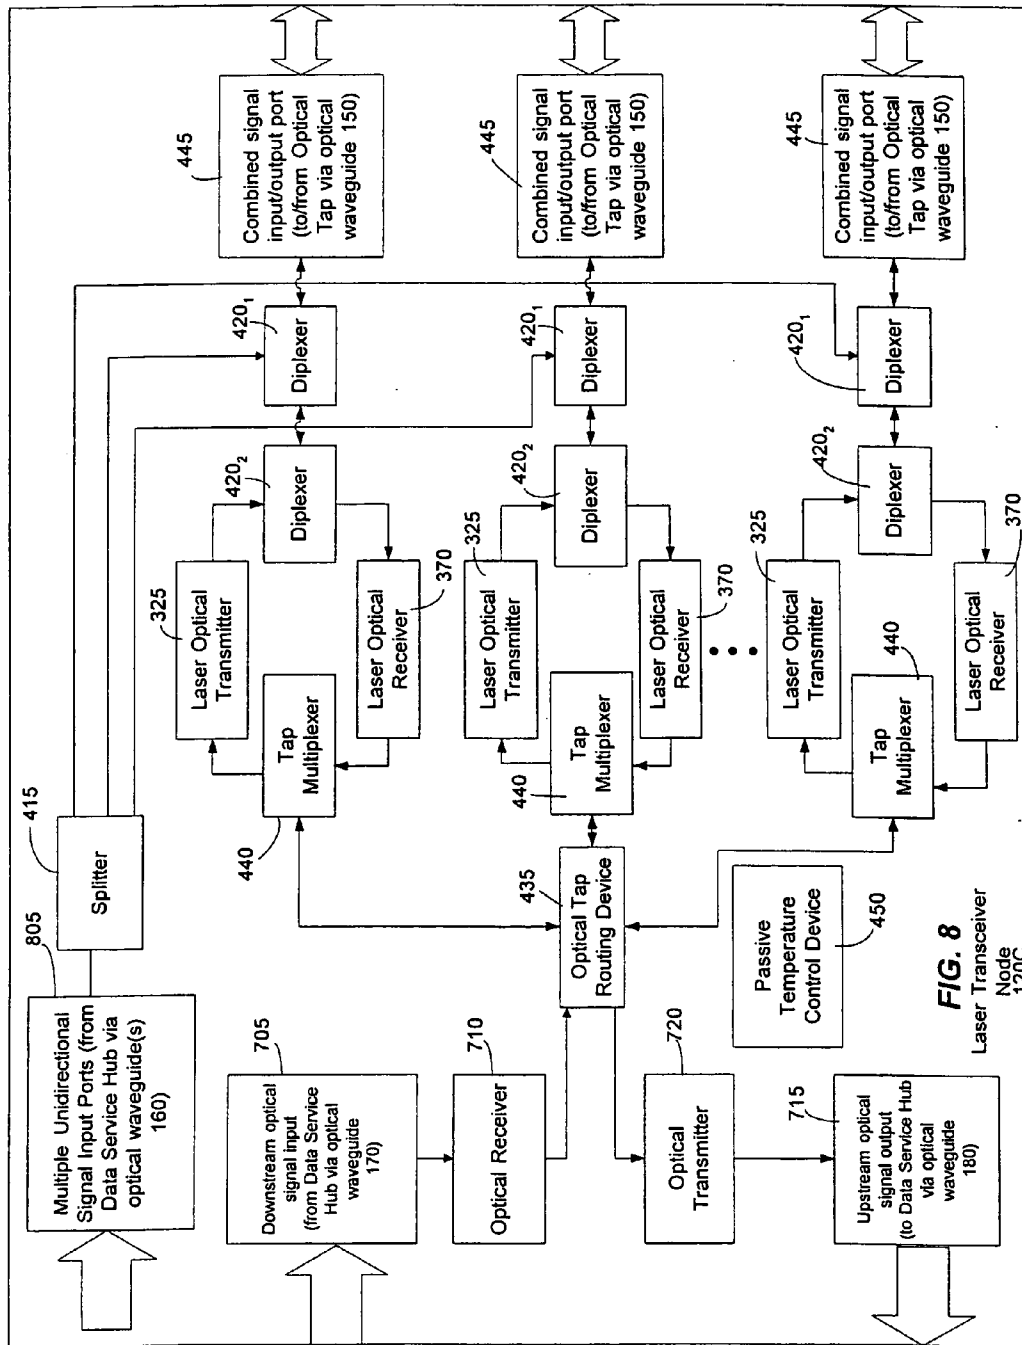 805
Multiple Unidirectional
Signal Input Ports (from
Data Service Hub via
optical waveguide(s)
160)
415
Splitter
705
Downstream optical
signal input
(from Data Service
Hub via optical
waveguide
170)
710
Optical Receiver
435
Optical Tap
Routing Device
720
Optical
Transmitter
715
Upstream optical
signal output
(to Data Service Hub
via optical
waveguide
180)
440
Tap
Multiplexer
325
Laser Optical
Transmitter
370
Laser Optical
Receiver
420₂
Diplexer
420₁
Diplexer
445
Combined signal
input/output port
(to/from Optical
Tap via optical
waveguide 150)
440
Tap
Multiplexer
325
Laser Optical
Transmitter
370
Laser Optical
Receiver
420₂
Diplexer
420₁
Diplexer
445
Combined signal
input/output port
(to/from Optical
Tap via optical
waveguide 150)
440
Tap
Multiplexer
325
Laser Optical
Transmitter
370
Laser Optical
Receiver
420₂
Diplexer
420₁
Diplexer
445
Combined signal
input/output port
(to/from Optical
Tap via optical
waveguide 150)
Passive
Temperature
Control Device
450
FIG. 8
Laser Transceiver
Node
120C